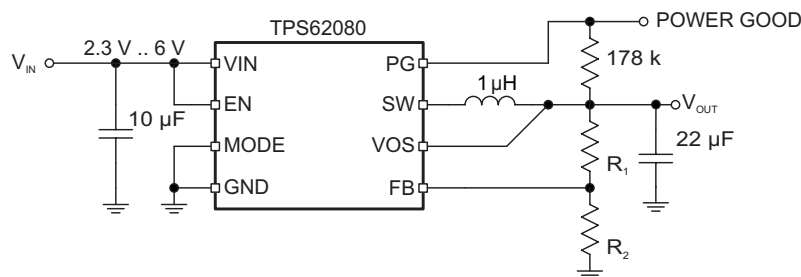 TPS62080
POWER GOOD
2.3 V .. 6 V
V_IN
VIN
PG
178 k
1 µH
EN
SW
V_OUT
10 µF
MODE
VOS
R_1
22 µF
GND
FB
R_2